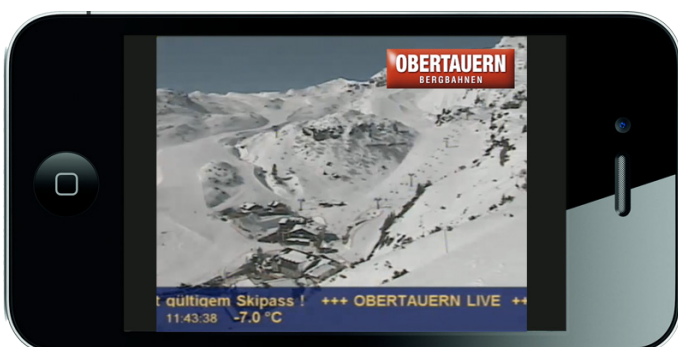 OBERTAUERN
BERGBAHNEN
t gültigem Skipass ! +++ OBERTAUERN LIVE ++
11:43:38 -7.0 °C